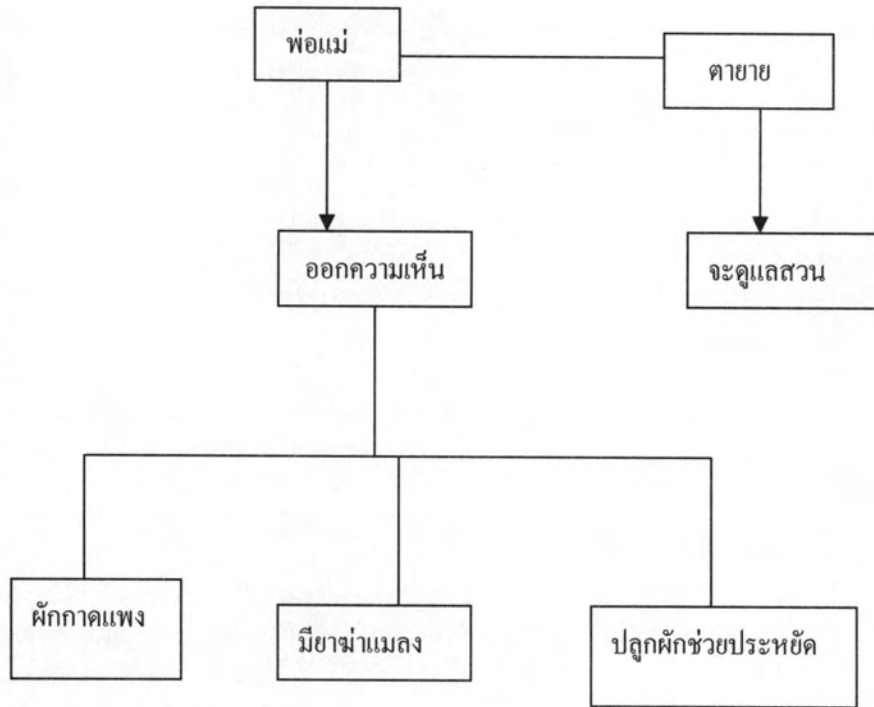 พ่อแม่
ตายาย
ออกความเห็น
จะดูแลสวน
ผักกาดแพง
มียาฆ่าแมลง
ปลูกผักช่วยประหยัด